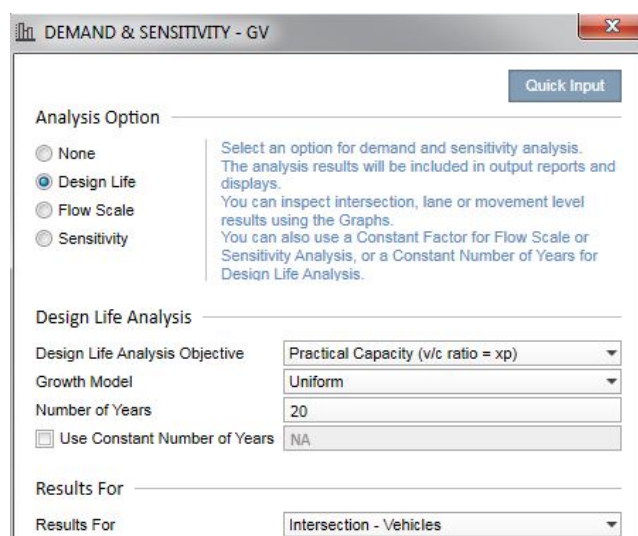 DEMAND & SENSITIVITY - GV
Quick Input
Analysis Option
None
Design Life
Flow Scale
Sensitivity
Select an option for demand and sensitivity analysis.
The analysis results will be included in output reports and
displays.
You can inspect intersection, lane or movement level
results using the Graphs.
You can also use a Constant Factor for Flow Scale or
Sensitivity Analysis, or a Constant Number of Years for
Design Life Analysis.
Design Life Analysis
Design Life Analysis Objective Practical Capacity (v/c ratio = xp)
Growth Model Uniform
Number of Years 20
Use Constant Number of Years NA
Results For
Results For Intersection - Vehicles